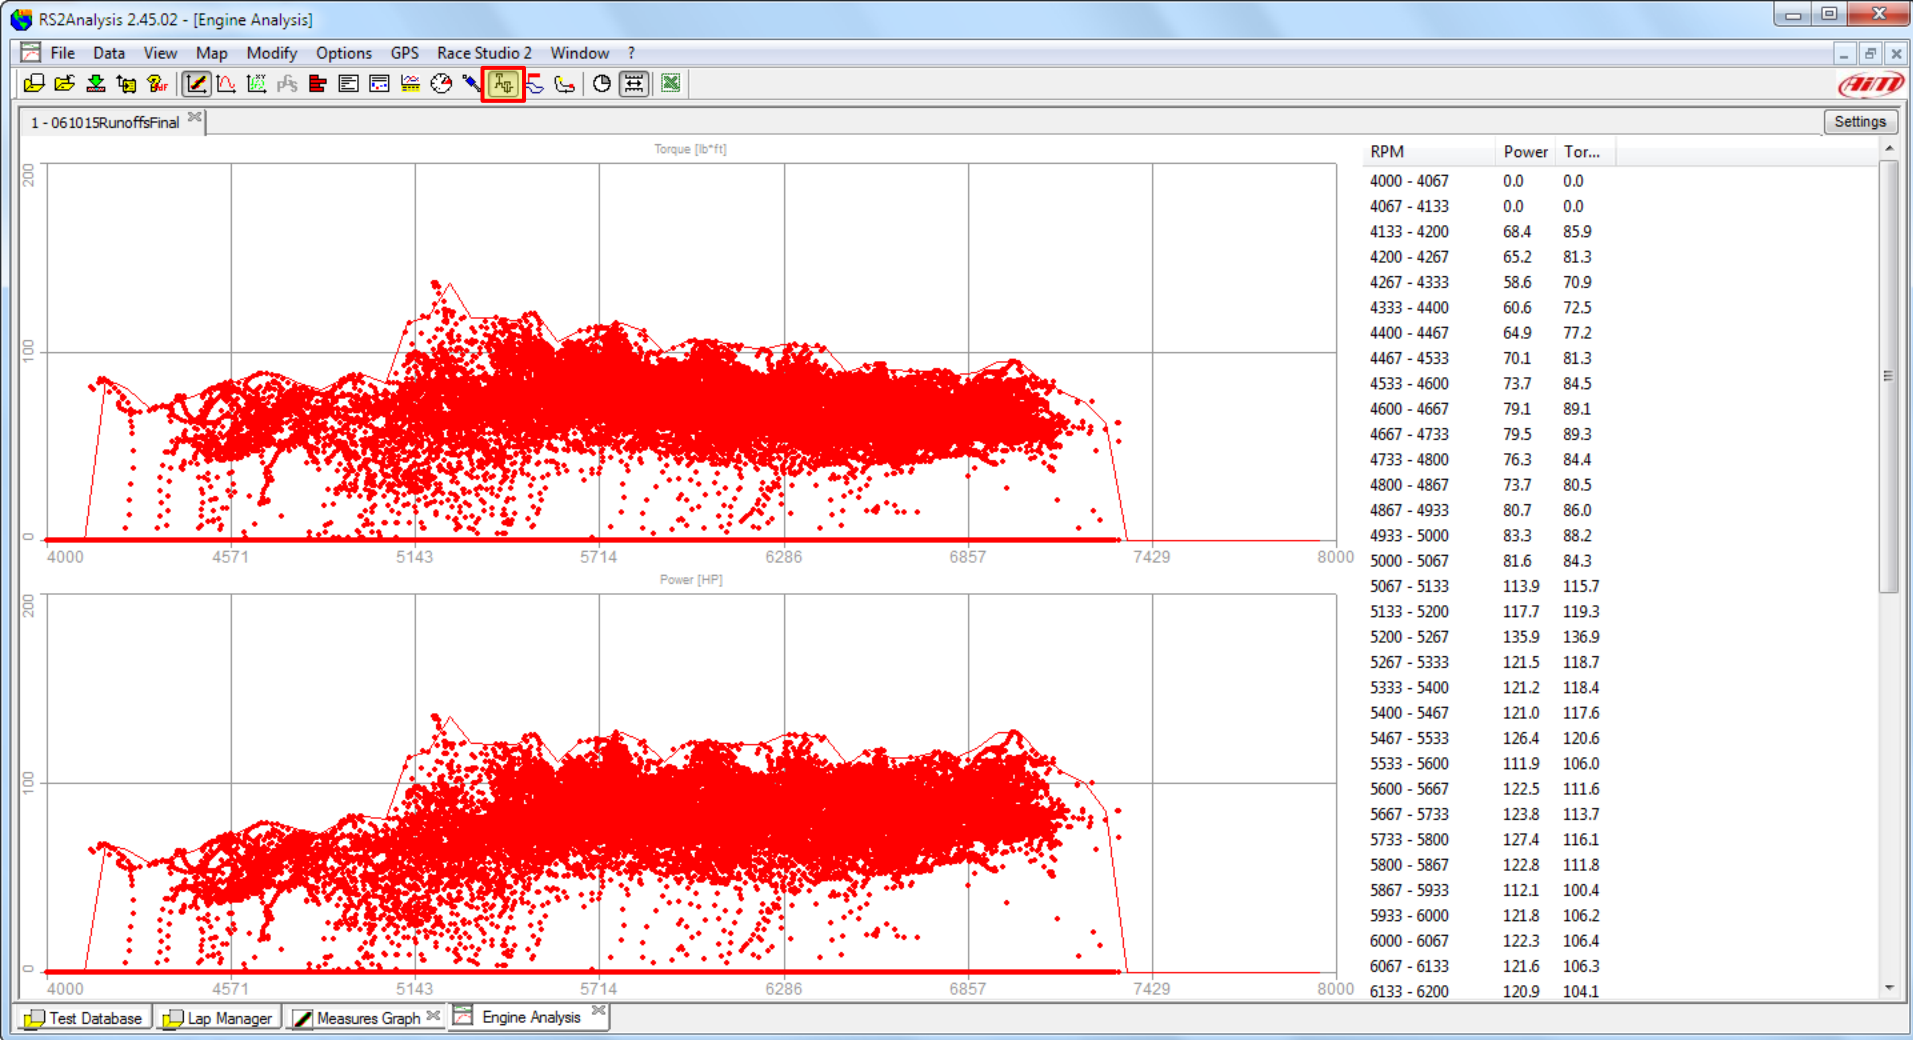 RS2Analysis 2.45.02 - [Engine Analysis]
File Data View Map Modify Options GPS Race Studio 2 Window ?
AiM
1 - 061015RunoffsFinal
Settings
Torque [lb*ft]
200
100
0
4000 4571 5143 5714 6286 6857 7429 8000
Power [HP]
200
100
0
4000 4571 5143 5714 6286 6857 7429 8000
RPM Power Tor...
4000 - 4067 0.0 0.0
4067 - 4133 0.0 0.0
4133 - 4200 68.4 85.9
4200 - 4267 65.2 81.3
4267 - 4333 58.6 70.9
4333 - 4400 60.6 72.5
4400 - 4467 64.9 77.2
4467 - 4533 70.1 81.3
4533 - 4600 73.7 84.5
4600 - 4667 79.1 89.1
4667 - 4733 79.5 89.3
4733 - 4800 76.3 84.4
4800 - 4867 73.7 80.5
4867 - 4933 80.7 86.0
4933 - 5000 83.3 88.2
5000 - 5067 81.6 84.3
5067 - 5133 113.9 115.7
5133 - 5200 117.7 119.3
5200 - 5267 135.9 136.9
5267 - 5333 121.5 118.7
5333 - 5400 121.2 118.4
5400 - 5467 121.0 117.6
5467 - 5533 126.4 120.6
5533 - 5600 111.9 106.0
5600 - 5667 122.5 111.6
5667 - 5733 123.8 113.7
5733 - 5800 127.4 116.1
5800 - 5867 122.8 111.8
5867 - 5933 112.1 100.4
5933 - 6000 121.8 106.2
6000 - 6067 122.3 106.4
6067 - 6133 121.6 106.3
6133 - 6200 120.9 104.1
Test Database Lap Manager Measures Graph Engine Analysis